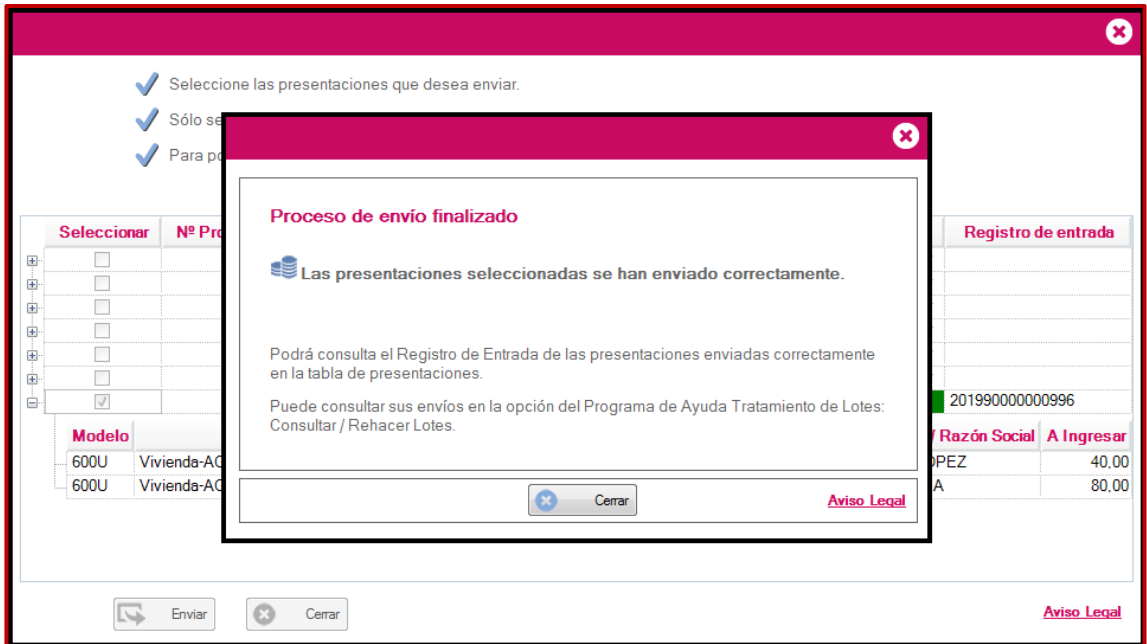 Seleccione las presentaciones que desea enviar.
Sólo se
Para po
Proceso de envío finalizado
Las presentaciones seleccionadas se han enviado correctamente.
Podrá consulta el Registro de Entrada de las presentaciones enviadas correctamente
en la tabla de presentaciones.
Puede consultar sus envíos en la opción del Programa de Ayuda Tratamiento de Lotes:
Consultar / Rehacer Lotes.
Cerrar Aviso Legal
Seleccionar Nº Pro Registro de entrada
201990000000996
Modelo / Razón Social A Ingresar
600U Vivienda-AC OPEZ 40,00
600U Vivienda-AC A 80,00
Enviar Cerrar Aviso Legal